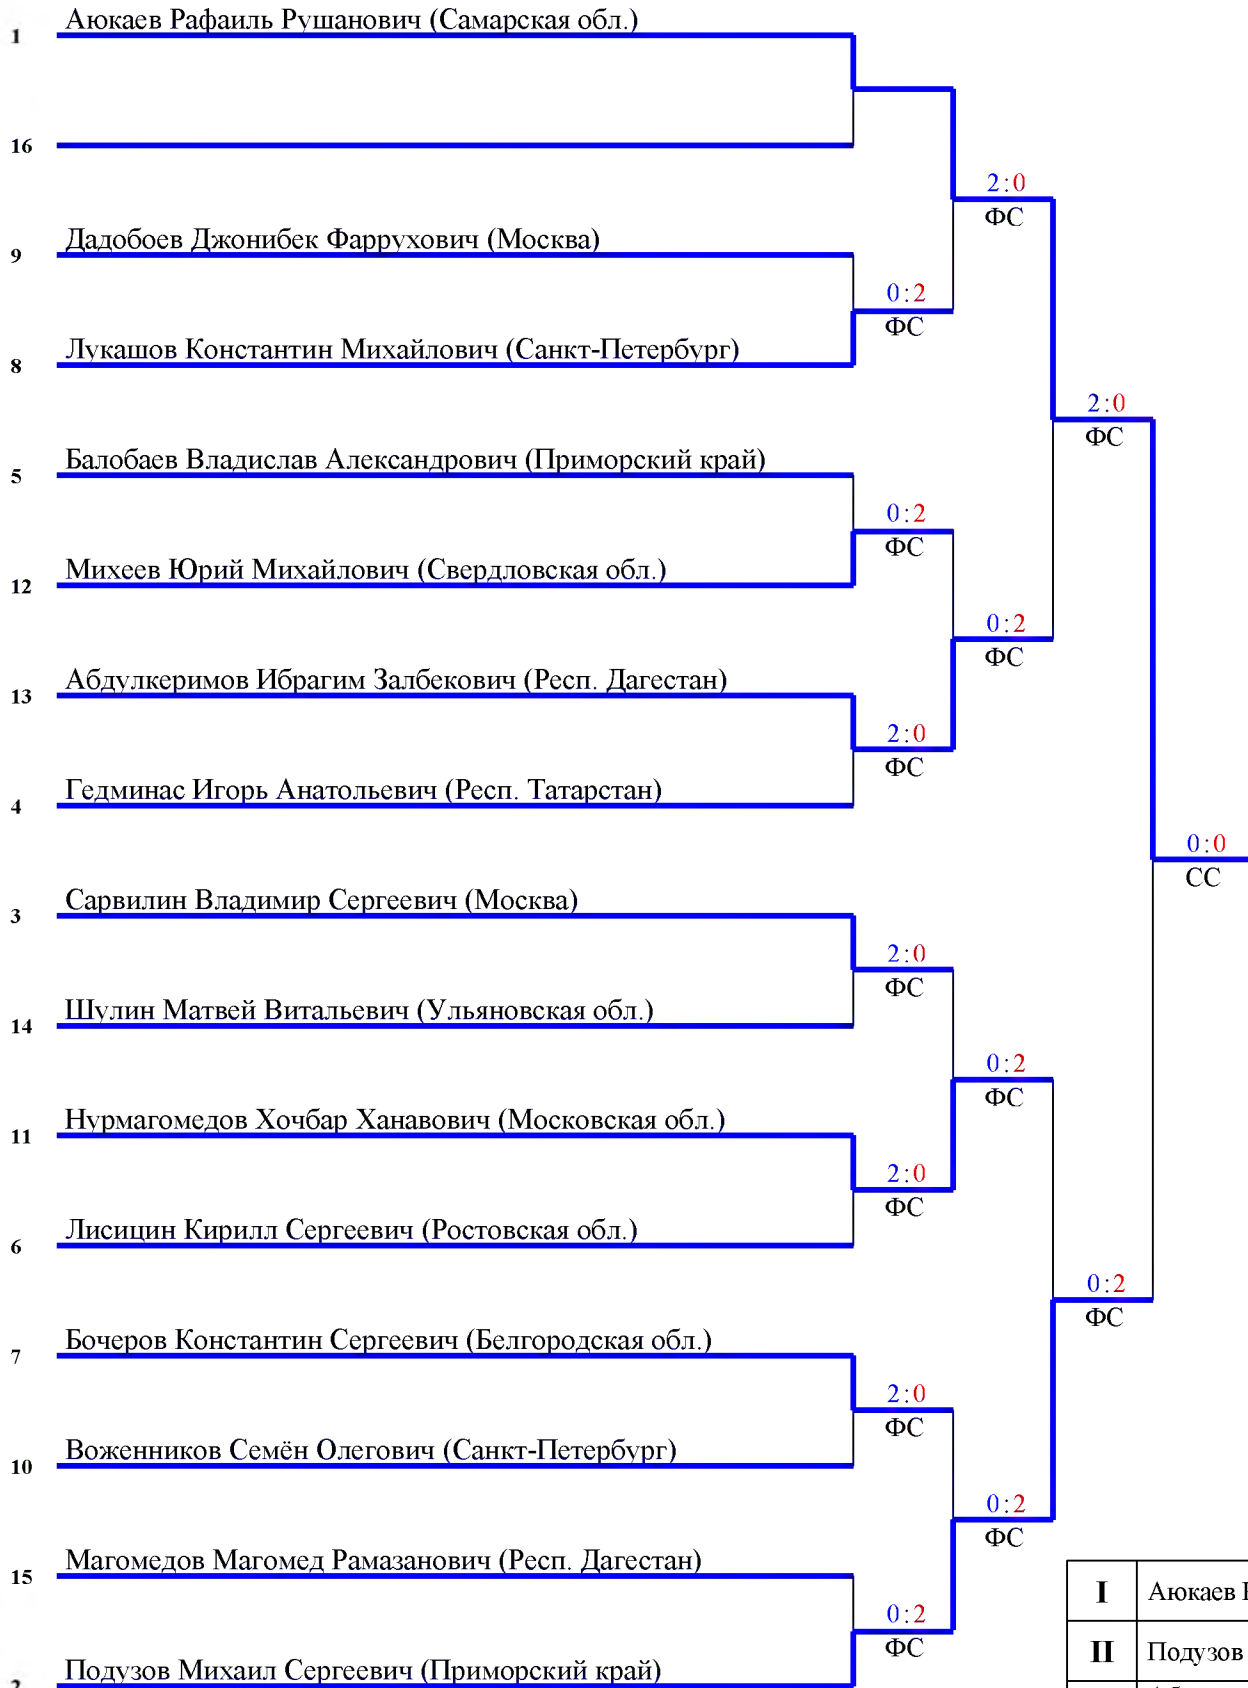 Аюкаев Рафаиль Рушанович (Самарская обл.)
1
16
2:0
ФС
Дадобоев Джонибек Фаррухович (Москва)
9
0:2
ФС
Лукашов Константин Михайлович (Санкт-Петербург)
8
2:0
ФС
Балобаев Владислав Александрович (Приморский край)
5
0:2
ФС
Михеев Юрий Михайлович (Свердловская обл.)
12
0:2
ФС
Абдулкеримов Ибрагим Залбекович (Респ. Дагестан)
13
2:0
ФС
Гедминас Игорь Анатольевич (Респ. Татарстан)
4
0:0
СС
Сарвилин Владимир Сергеевич (Москва)
3
2:0
ФС
Шулин Матвей Витальевич (Ульяновская обл.)
14
0:2
ФС
Нурмагомедов Хочбар Ханавович (Московская обл.)
11
2:0
ФС
Лисицин Кирилл Сергеевич (Ростовская обл.)
6
0:2
ФС
Бочеров Константин Сергеевич (Белгородская обл.)
7
2:0
ФС
Воженников Семён Олегович (Санкт-Петербург)
10
0:2
ФС
Магомедов Магомед Рамазанович (Респ. Дагестан)
15
I Аюкаев
0:2
ФС
II Подузов
Подузов Михаил Сергеевич (Приморский край)
2